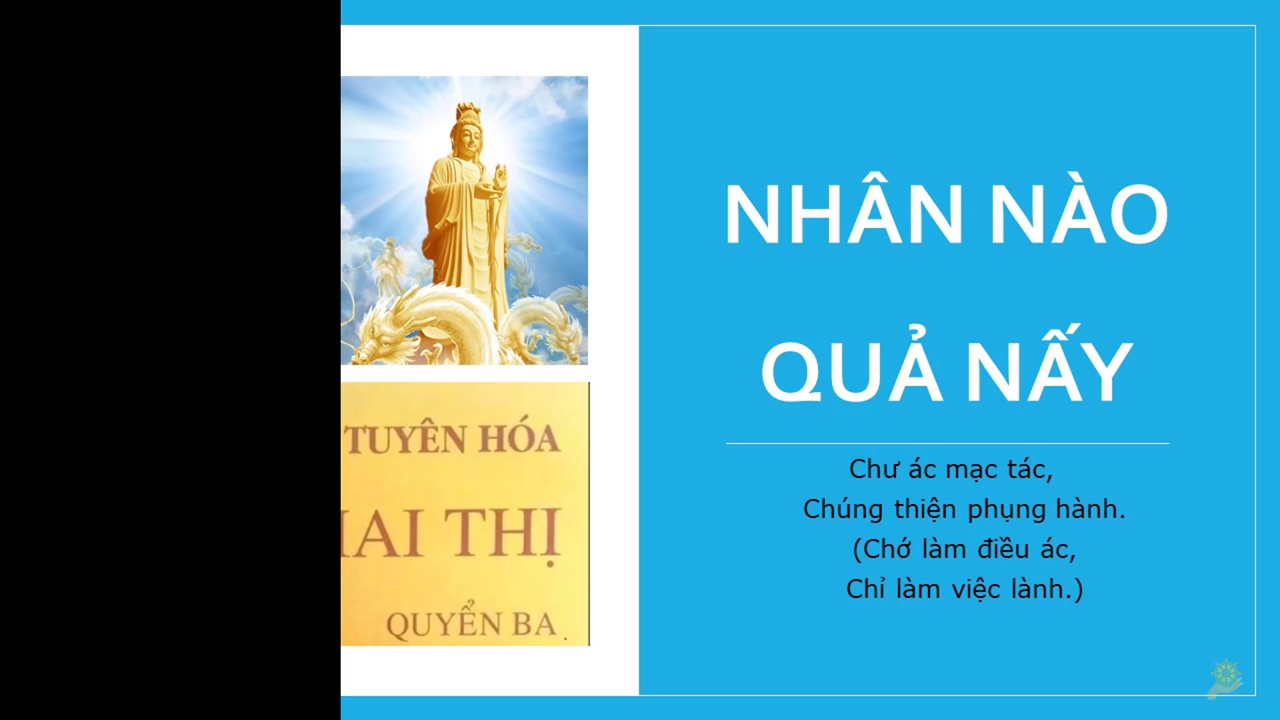 TUYÊN HÓA
AI THỊ
QUYỂN BA
NHÂN NÀO
QUẢ NẤY
Chư ác mạc tác,
Chúng thiện phụng hành.
(Chớ làm điều ác,
Chỉ làm việc lành.)